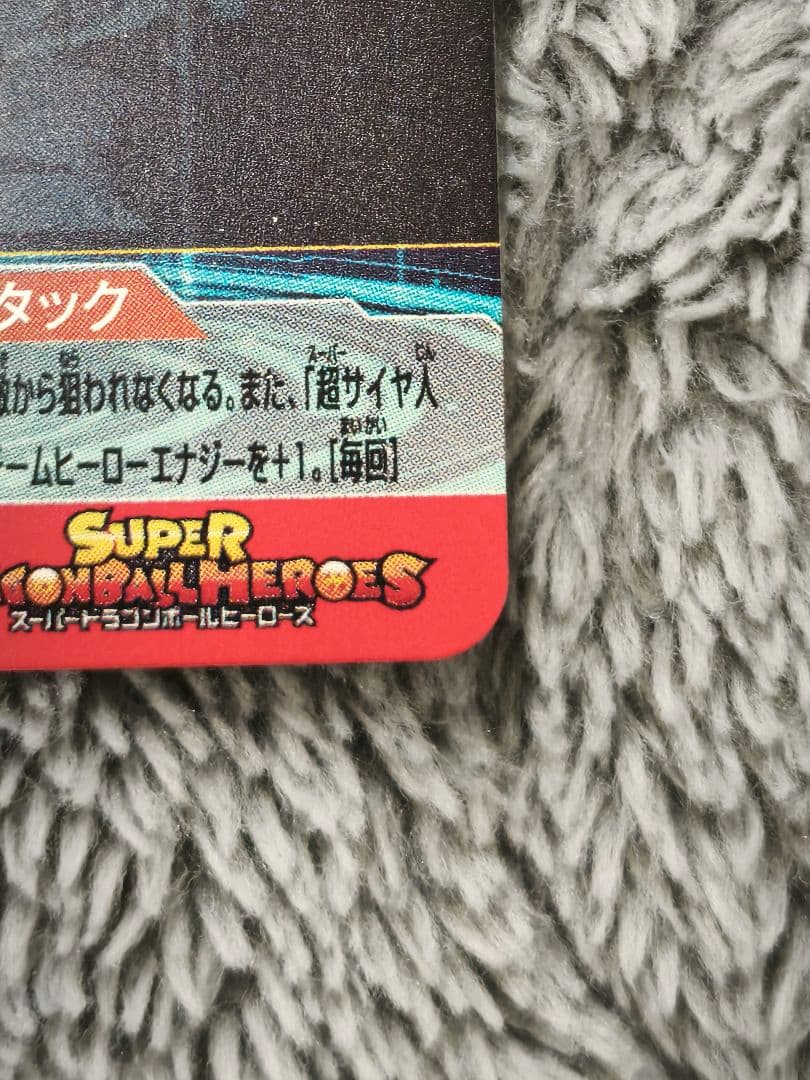 タック
から狙われなくなる。また、「超サイヤ人
ームヒーローエナジーを+1。[毎回]
SUPER
DRAGONBALL HEROES
スーパードラゴンボールヒーローズ